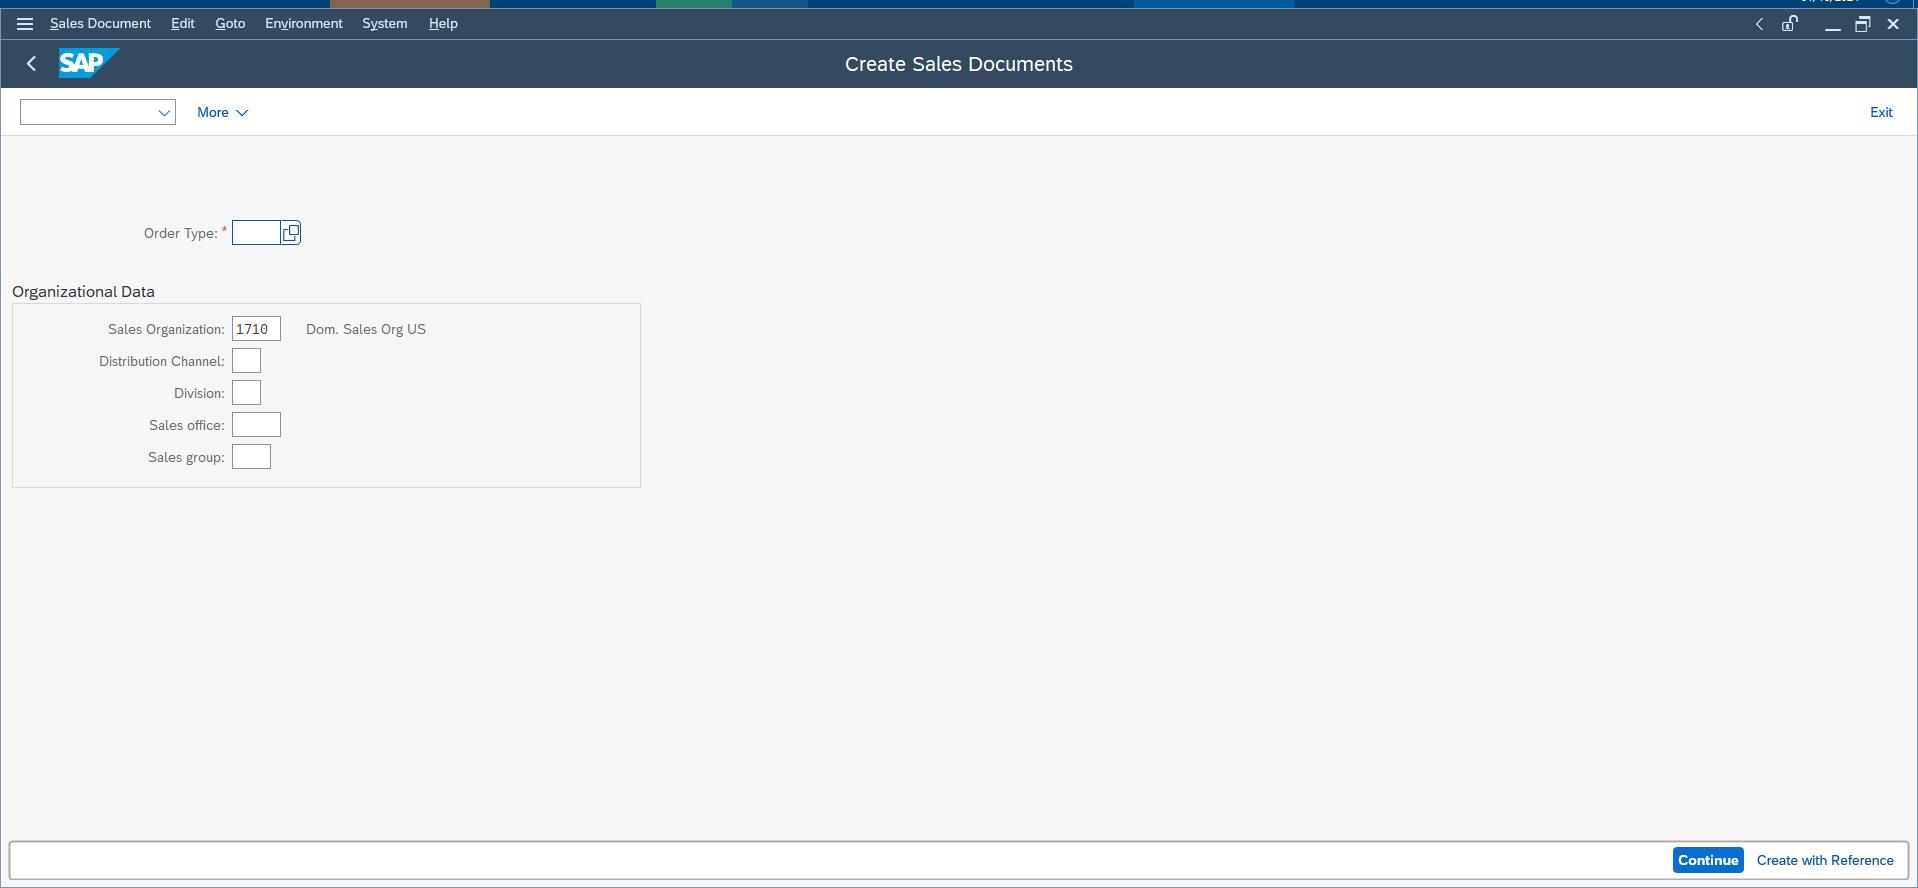 Sales Document Edit Goto Environment System Help
SAP Create Sales Documents
More Exit
Order Type: *
Organizational Data
Sales Organization: 1710 Dom. Sales Org US
Distribution Channel:
Division:
Sales office:
Sales group:
Continue Create with Reference